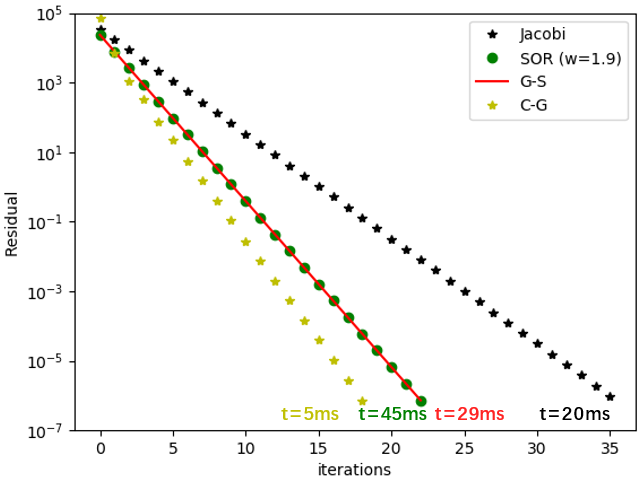 10^5
10^3
10^1
10^-1
10^-3
10^-5
10^-7
Residual
Jacobi
SOR (w=1.9)
G-S
C-G
t=5ms t=45ms t=29ms t=20ms
0 5 10 15 20 25 30 35
iterations